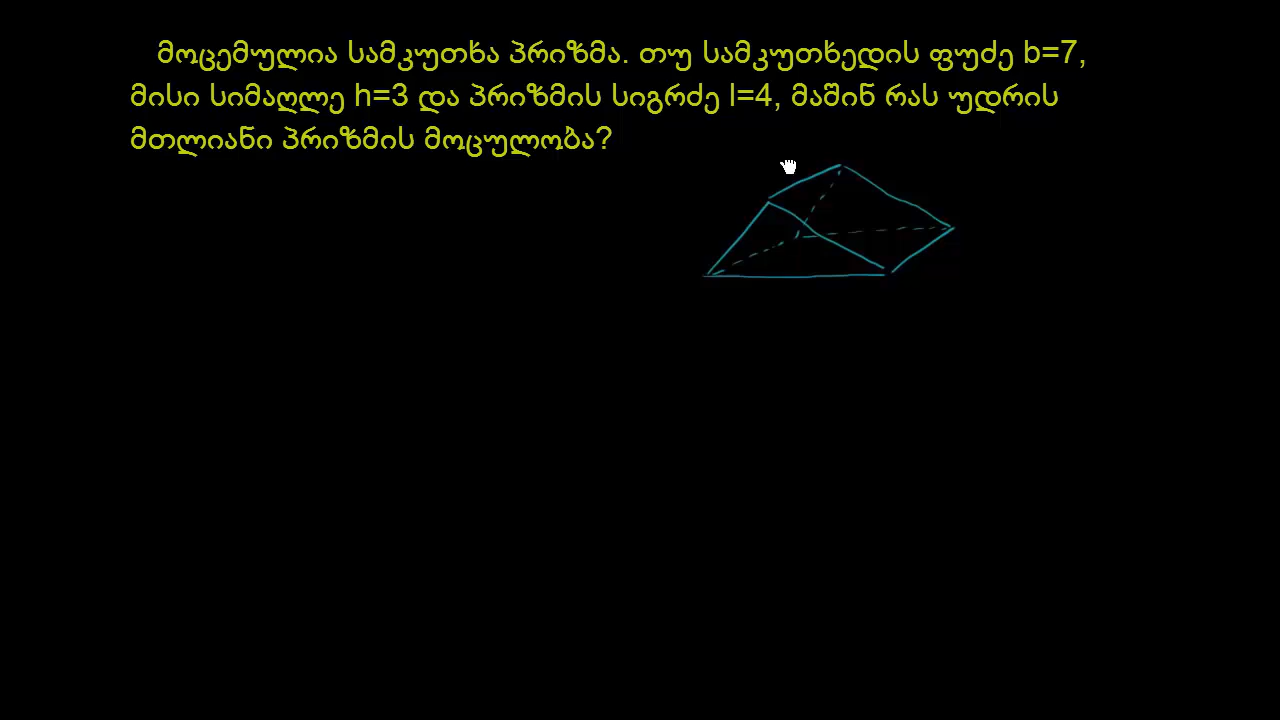 მოცემულია სამკუთხა პრიზმა. თუ სამკუთხედის ფუძე b=7,
მისი სიმაღლე h=3 და პრიზმის სიგრძე l=4, მაშინ რას უდრის
მთლიანი პრიზმის მოცულობა?